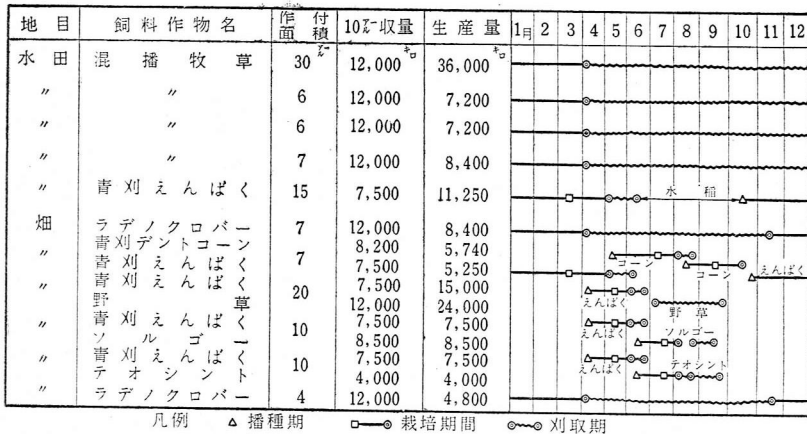 地目 飼料作物名 作付面積 10アール収量 生産量 1月 2 3 4 5 6 7 8 9 10 11 12
水田 混播牧草 30アール 12,000キロ 36,000キロ
〃 〃 6 12,000 7,200
〃 〃 6 12,000 7,200
〃 〃 7 12,000 8,400
〃 青刈えんばく 15 7,500 11,250 水稲
畑 ラデノクロバー 7 12,000 8,400
〃 青刈デントコーン 7 8,200 5,740 コーン コーン
青刈えんばく 7,500 5,250 えんばく
〃 青刈えんばく 20 7,500 15,000 えんばく
野草 12,000 24,000 野草
〃 青刈えんばく 10 7,500 7,500 えんばく
ソルゴー 8,500 8,500 ソルゴー
〃 青刈えんばく 10 7,500 7,500 えんばく
テオシント 4,000 4,000 テオシント
〃 ラデノクロバー 4 12,000 4,800
凡例 播種期 栽培期間 刈取期